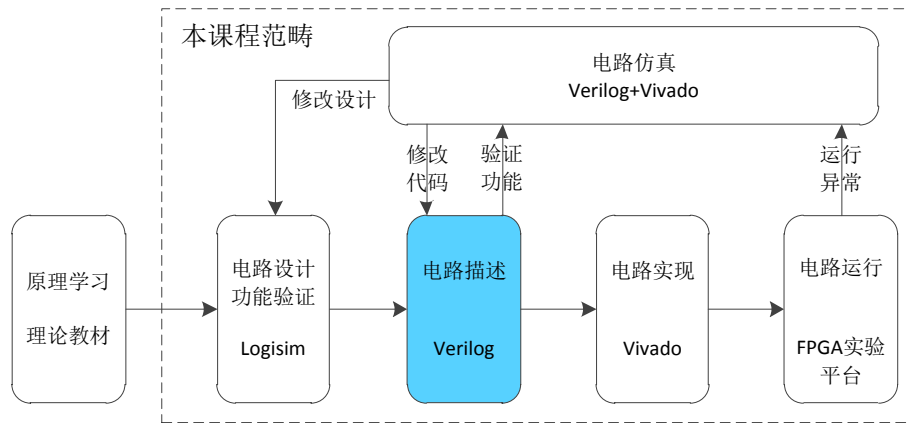 本课程范畴
电路仿真
Verilog+Vivado
修改设计
修改
代码
验证
功能
运行
异常
原理学习
理论教材
电路设计
功能验证
Logisim
电路描述
Verilog
电路实现
Vivado
电路运行
FPGA实验
平台